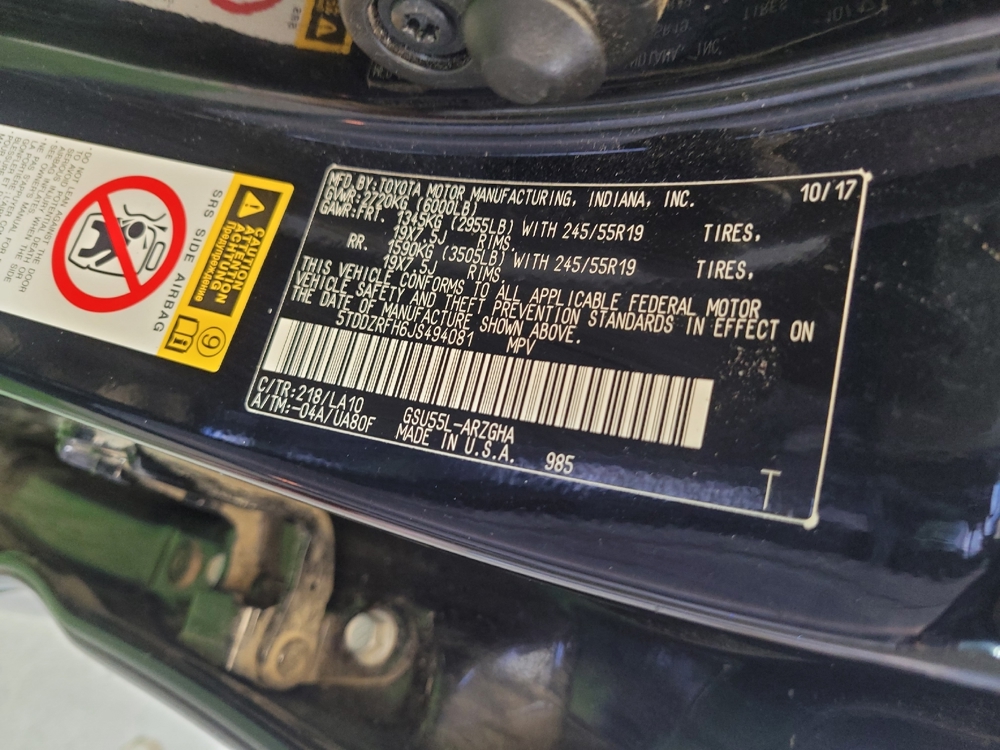 MFD.BY:TOYOTA MOTOR MANUFACTURING, INDIANA, INC. 10/17
GVWR:2720KG (6000LB)
GAWR:FRT. 1345KG (2955LB) WITH 245/55R19 TIRES,
19X7.5J RIMS,
RR. 1590KG (3505LB) WITH 245/55R19 TIRES,
19X7.5J RIMS
THIS VEHICLE CONFORMS TO ALL APPLICABLE FEDERAL MOTOR
VEHICLE SAFETY AND THEFT PREVENTION STANDARDS IN EFFECT ON
THE DATE OF MANUFACTURE SHOWN ABOVE.
5TDDZRFH6JS494081 MPV
C/TR:218/LA10 GSU55L-ARZGHA
A/TM:-04A/UA80F MADE IN U.S.A. 985
T
SRS SIDE AIRBAG
CAUTION
ATTENTION
ACHTUNG
Предупреждение
9